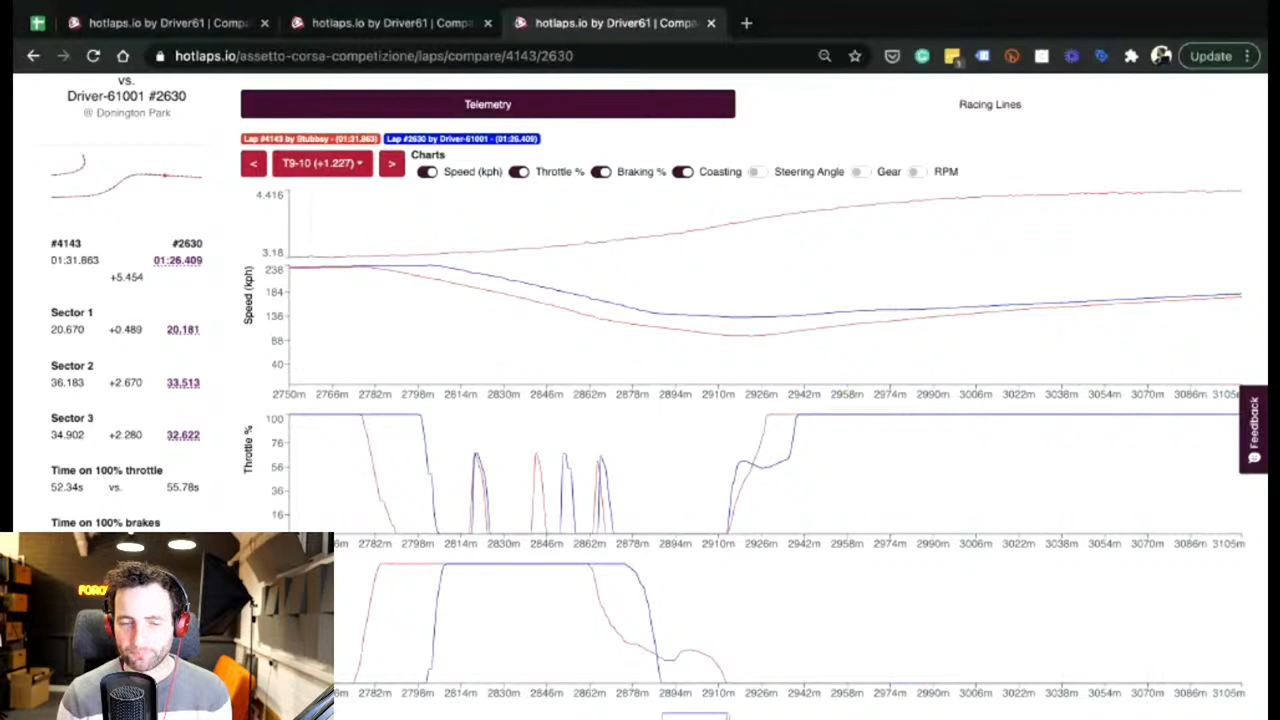 hotlaps.io by Driver61 | Compa
hotlaps.io by Driver61 | Compa
hotlaps.io by Driver61 | Compa
hotlaps.io/assetto-corsa-competizione/laps/compare/4143/2630
Update
vs.
Driver-61001 #2630
@ Donington Park
Telemetry
Racing Lines
Lap #4143 by Stubbsy - (01:31.863)
Lap #2630 by Driver-61001 - (01:26.409)
< T9-10 (+1.227) >
Charts
Speed (kph) Throttle % Braking % Coasting Steering Angle Gear RPM
#4143 #2630
01:31.863 01:26.409
+5.454
Sector 1
20.670 +0.489 20.181
Sector 2
36.183 +2.670 33.513
Sector 3
34.902 +2.280 32.622
Time on 100% throttle
52.34s vs. 55.78s
Time on 100% brakes
4.416
3.18
Speed (kph)
238
184
136
88
40
2750m 2766m 2782m 2798m 2814m 2830m 2846m 2862m 2878m 2894m 2910m 2926m 2942m 2958m 2974m 2990m 3006m 3022m 3038m 3054m 3070m 3086m 3105m
Throttle %
100
76
56
36
16
6m 2782m 2798m 2814m 2830m 2846m 2862m 2878m 2894m 2910m 2926m 2942m 2958m 2974m 2990m 3006m 3022m 3038m 3054m 3070m 3086m 3105m
6m 2782m 2798m 2814m 2830m 2846m 2862m 2878m 2894m 2910m 2926m 2942m 2958m 2974m 2990m 3006m 3022m 3038m 3054m 3070m 3086m 3105m
Feedback